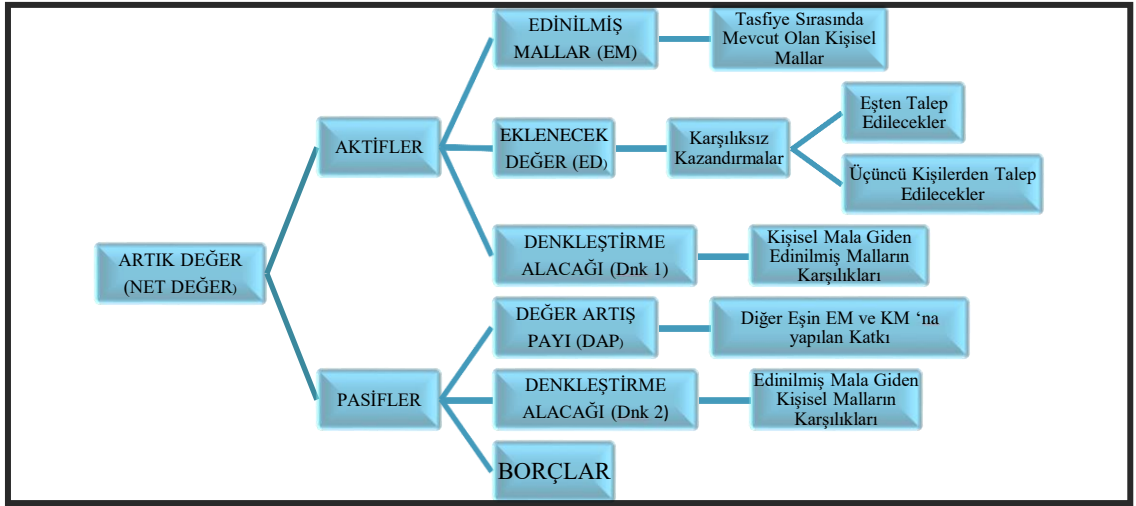 EDİNİLMİŞ
MALLAR (EM)
Tasfiye Sırasında
Mevcut Olan Kişisel
Mallar
AKTİFLER
EKLENECEK
DEĞER (ED)
Karşılıksız
Kazandırmalar
Eşten Talep
Edilecekler
Üçüncü Kişilerden Talep
Edilecekler
DENKLEŞTİRME
ALACAĞI (Dnk 1)
Kişisel Mala Giden
Edinilmiş Malların
Karşılıkları
ARTIK DEĞER
(NET DEĞER)
DEĞER ARTIŞ
PAYI (DAP)
Diğer Eşin EM ve KM ‘na
yapılan Katkı
PASİFLER
DENKLEŞTİRME
ALACAĞI (Dnk 2)
Edinilmiş Mala Giden
Kişisel Malların
Karşılıkları
BORÇLAR